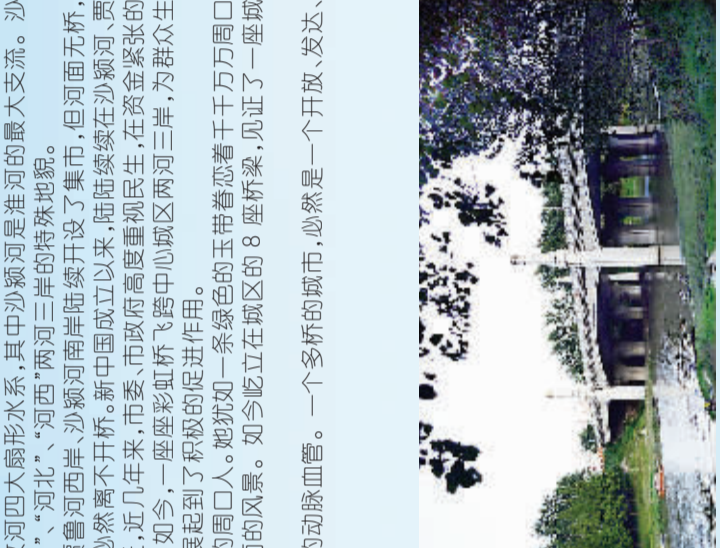 河四大扇形水系,其中沙颍河是淮河的最大支流。沙
”、“河北”、“河西”两河三岸的特殊地貌。
鲁河西岸、沙颍河南岸陆续开设了集市,但河面无桥,
必然离不开桥。新中国成立以来,陆陆续续在沙颍河、贾
,近几年来,市委、市政府高度重视民生,在资金紧张的
如今,一座座彩虹桥飞跨中心城区两河三岸,为群众生
展起到了积极的促进作用。
的周口人。她犹如一条绿色的玉带眷恋着千千万万周口
的风景。如今屹立在城区的 8 座桥梁,见证了一座城
的动脉血管。一个多桥的城市,必然是一个开放、发达、